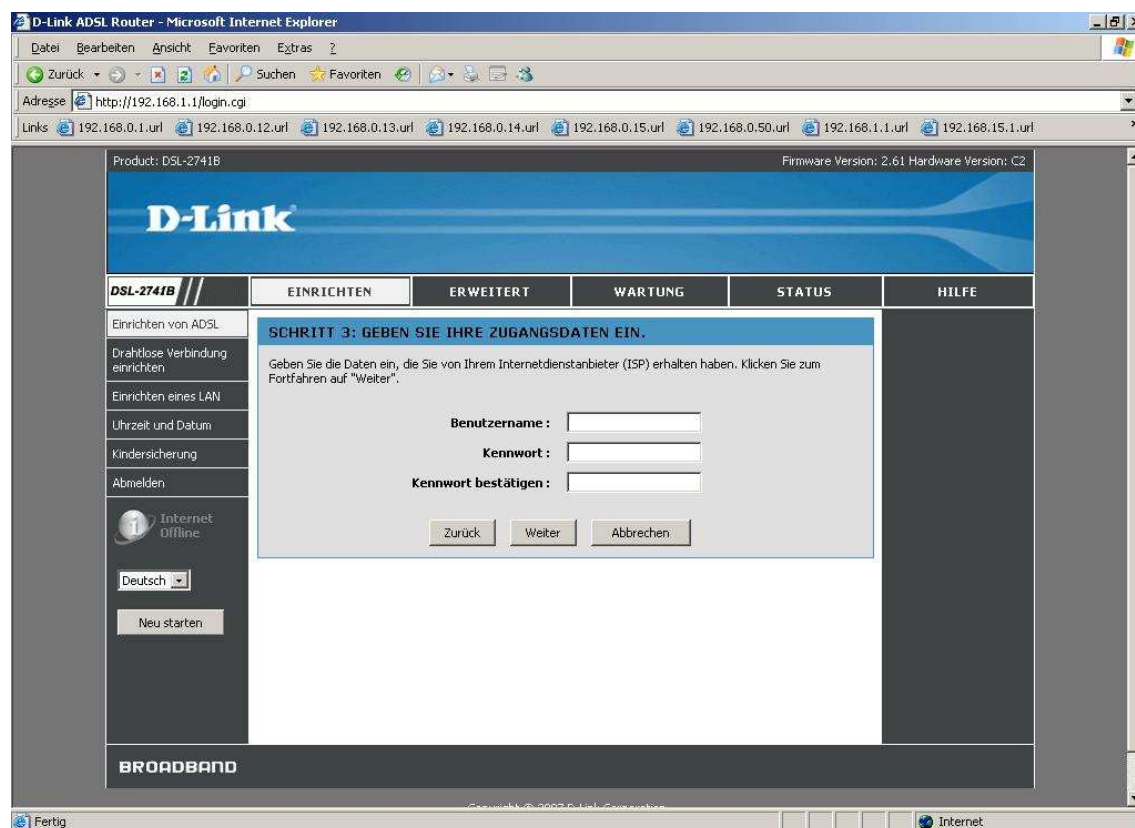 D-Link ADSL Router - Microsoft Internet Explorer
Datei Bearbeiten Ansicht Favoriten Extras ?
Zurück Suchen Favoriten
Adresse http://192.168.1.1/login.cgi
Links 192.168.0.1.url 192.168.0.12.url 192.168.0.13.url 192.168.0.14.url 192.168.0.15.url 192.168.0.50.url 192.168.1.1.url 192.168.15.1.url
Product: DSL-2741B Firmware Version: 2.61 Hardware Version: C2
D-Link
DSL-2741B EINRICHTEN ERWEITERT WARTUNG STATUS HILFE
Einrichten von ADSL
Drahtlose Verbindung
einrichten
Einrichten eines LAN
Uhrzeit und Datum
Kindersicherung
Abmelden
Internet
Offline
Deutsch
Neu starten
SCHRITT 3: GEBEN SIE IHRE ZUGANGSDATEN EIN.
Geben Sie die Daten ein, die Sie von Ihrem Internetdienstanbieter (ISP) erhalten haben. Klicken Sie zum
Fortfahren auf "Weiter".
Benutzername :
Kennwort :
Kennwort bestätigen :
Zurück Weiter Abbrechen
BROADBAND
Copyright © 2007 D-Link Corporation
Fertig Internet